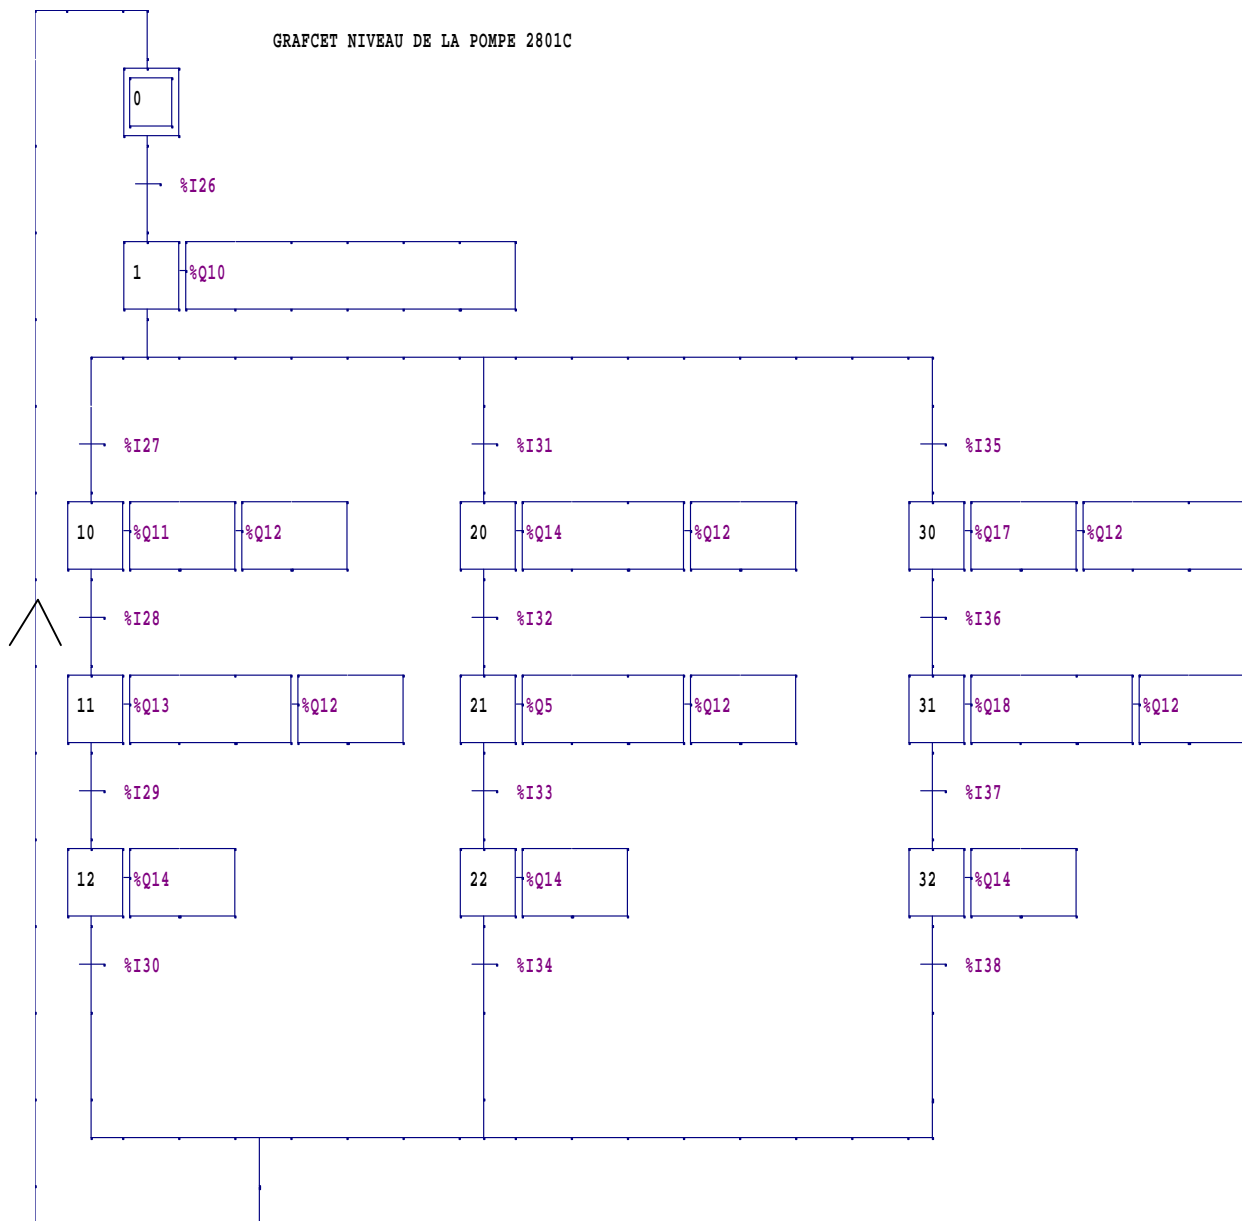 GRAFCET NIVEAU DE LA POMPE 2801C
0
%I26
1 %Q10
%I27 %I31 %I35
10 %Q11 %Q12 20 %Q14 %Q12 30 %Q17 %Q12
%I28 %I32 %I36
11 %Q13 %Q12 21 %Q5 %Q12 31 %Q18 %Q12
%I29 %I33 %I37
12 %Q14 22 %Q14 32 %Q14
%I30 %I34 %I38